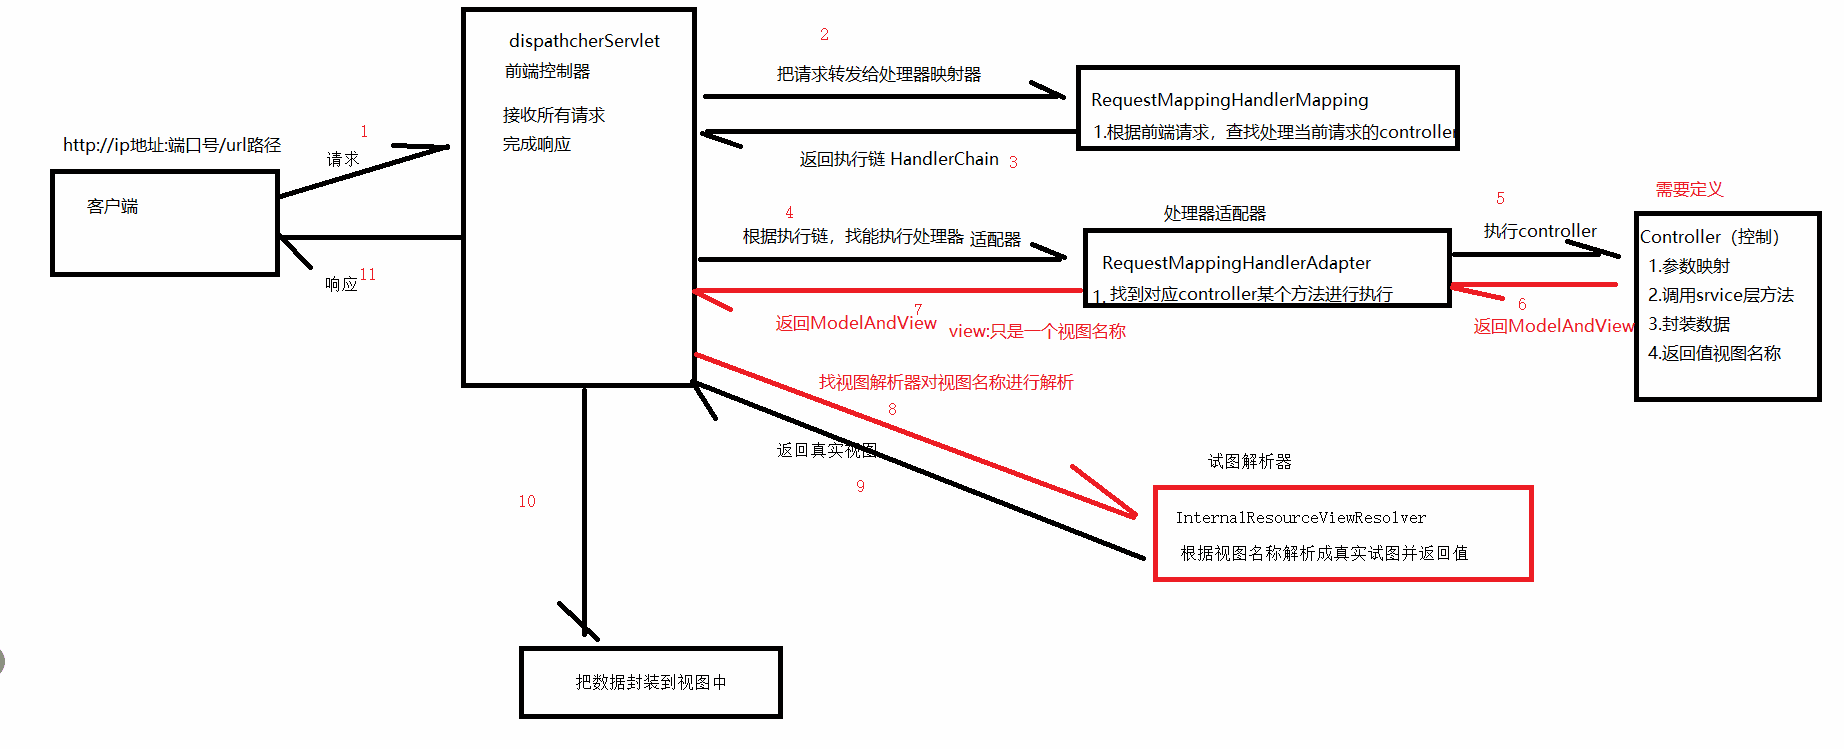 http://ip地址:端口号/url路径
客户端
1
请求
响应
11
dispathcherServlet
前端控制器
接收所有请求
完成响应
2
把请求转发给处理器映射器
返回执行链 HandlerChain
3
RequestMappingHandlerMapping
1.根据前端请求，查找处理当前请求的controller
4
根据执行链，找能执行处理器 适配器
处理器适配器
RequestMappingHandlerAdapter
1. 找到对应controller某个方法进行执行
5
执行controller
6
返回ModelAndView
需要定义
Controller（控制）
1.参数映射
2.调用srvice层方法
3.封装数据
4.返回值视图名称
7
返回ModelAndView
view:只是一个视图名称
找视图解析器对视图名称进行解析
8
返回真实视图
9
试图解析器
InternalResourceViewResolver
根据视图名称解析成真实试图并返回值
10
把数据封装到视图中